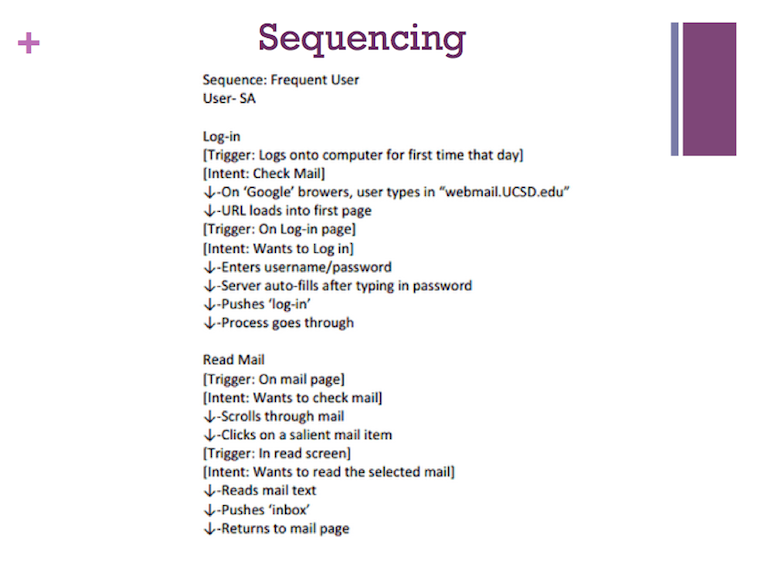 + Sequencing
Sequence: Frequent User
User- SA
Log-in
[Trigger: Logs onto computer for first time that day]
[Intent: Check Mail]
↓-On ‘Google’ browers, user types in “webmail.UCSD.edu”
↓-URL loads into first page
[Trigger: On Log-in page]
[Intent: Wants to Log in]
↓-Enters username/password
↓-Server auto-fills after typing in password
↓-Pushes ‘log-in’
↓-Process goes through
Read Mail
[Trigger: On mail page]
[Intent: Wants to check mail]
↓-Scrolls through mail
↓-Clicks on a salient mail item
[Trigger: In read screen]
[Intent: Wants to read the selected mail]
↓-Reads mail text
↓-Pushes ‘inbox’
↓-Returns to mail page